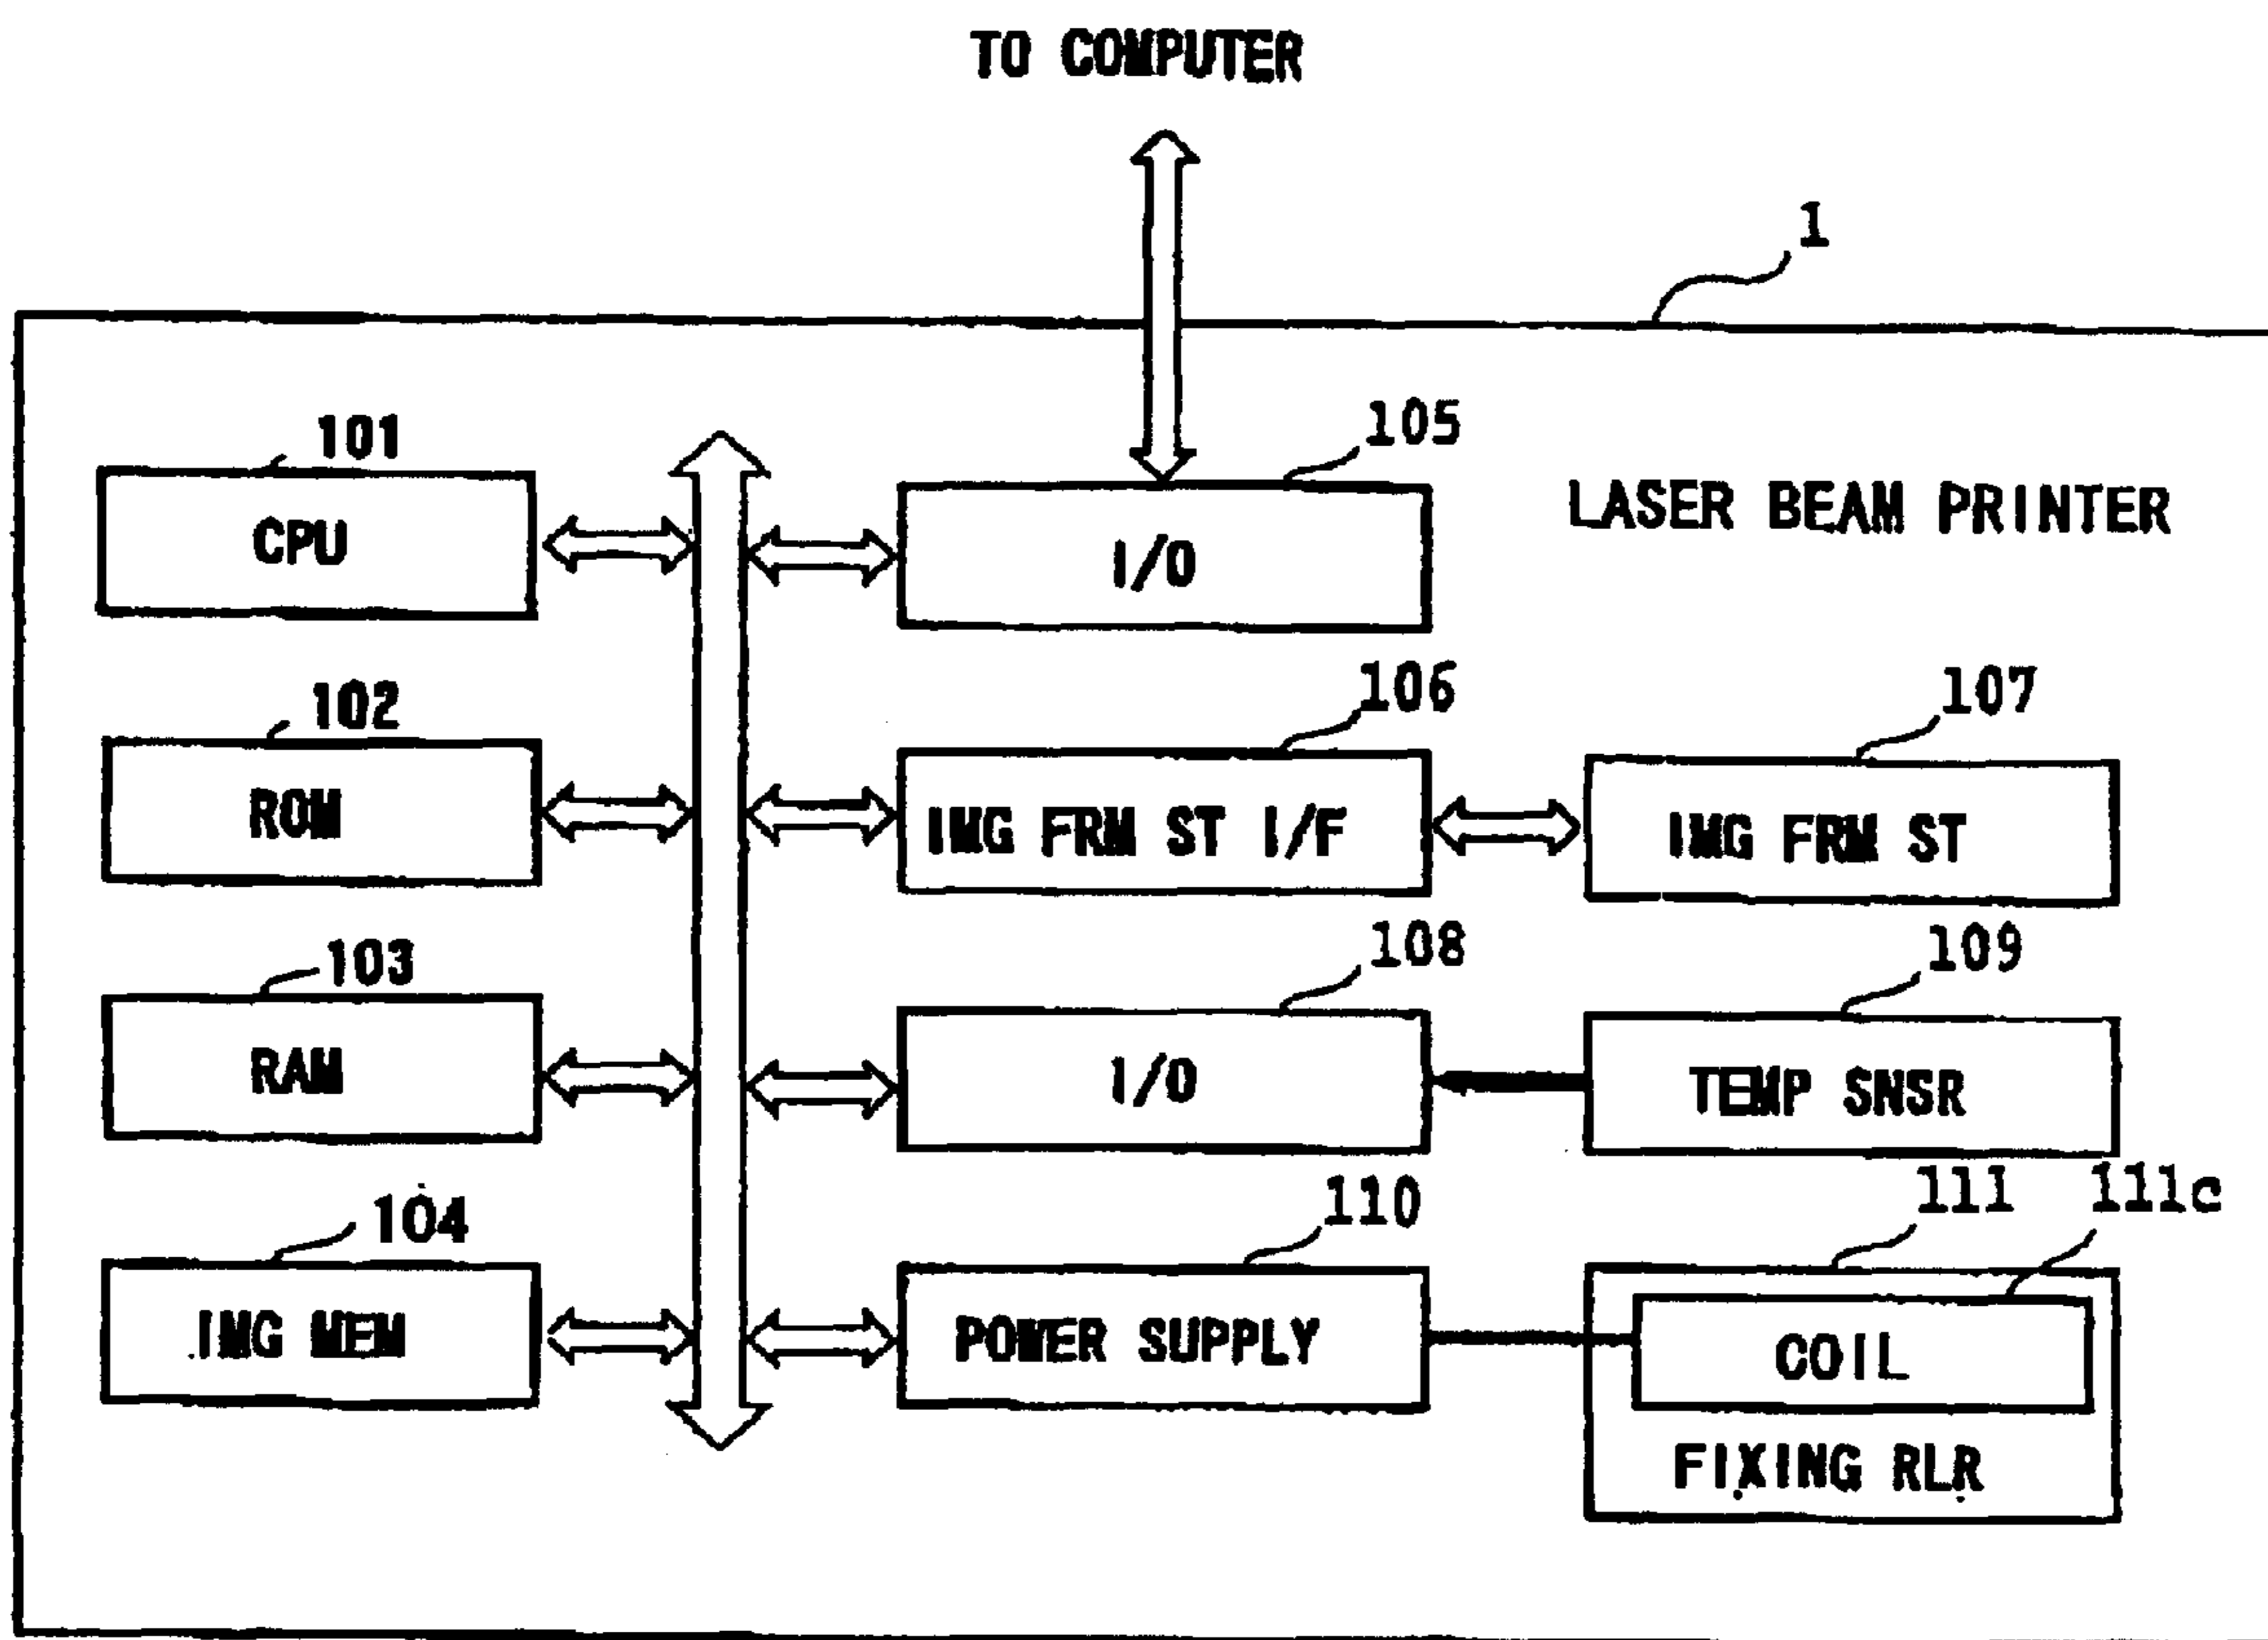 TO COMPUTER
1
LASER BEAM PRINTER
101
CPU
105
I/O
102
ROM
106
IMG FRM ST I/F
107
IMG FRM ST
103
RAM
108
I/O
109
TEMP SNSR
104
IMG MEM
110
POWER SUPPLY
111
111c
COIL
FIXING RLR